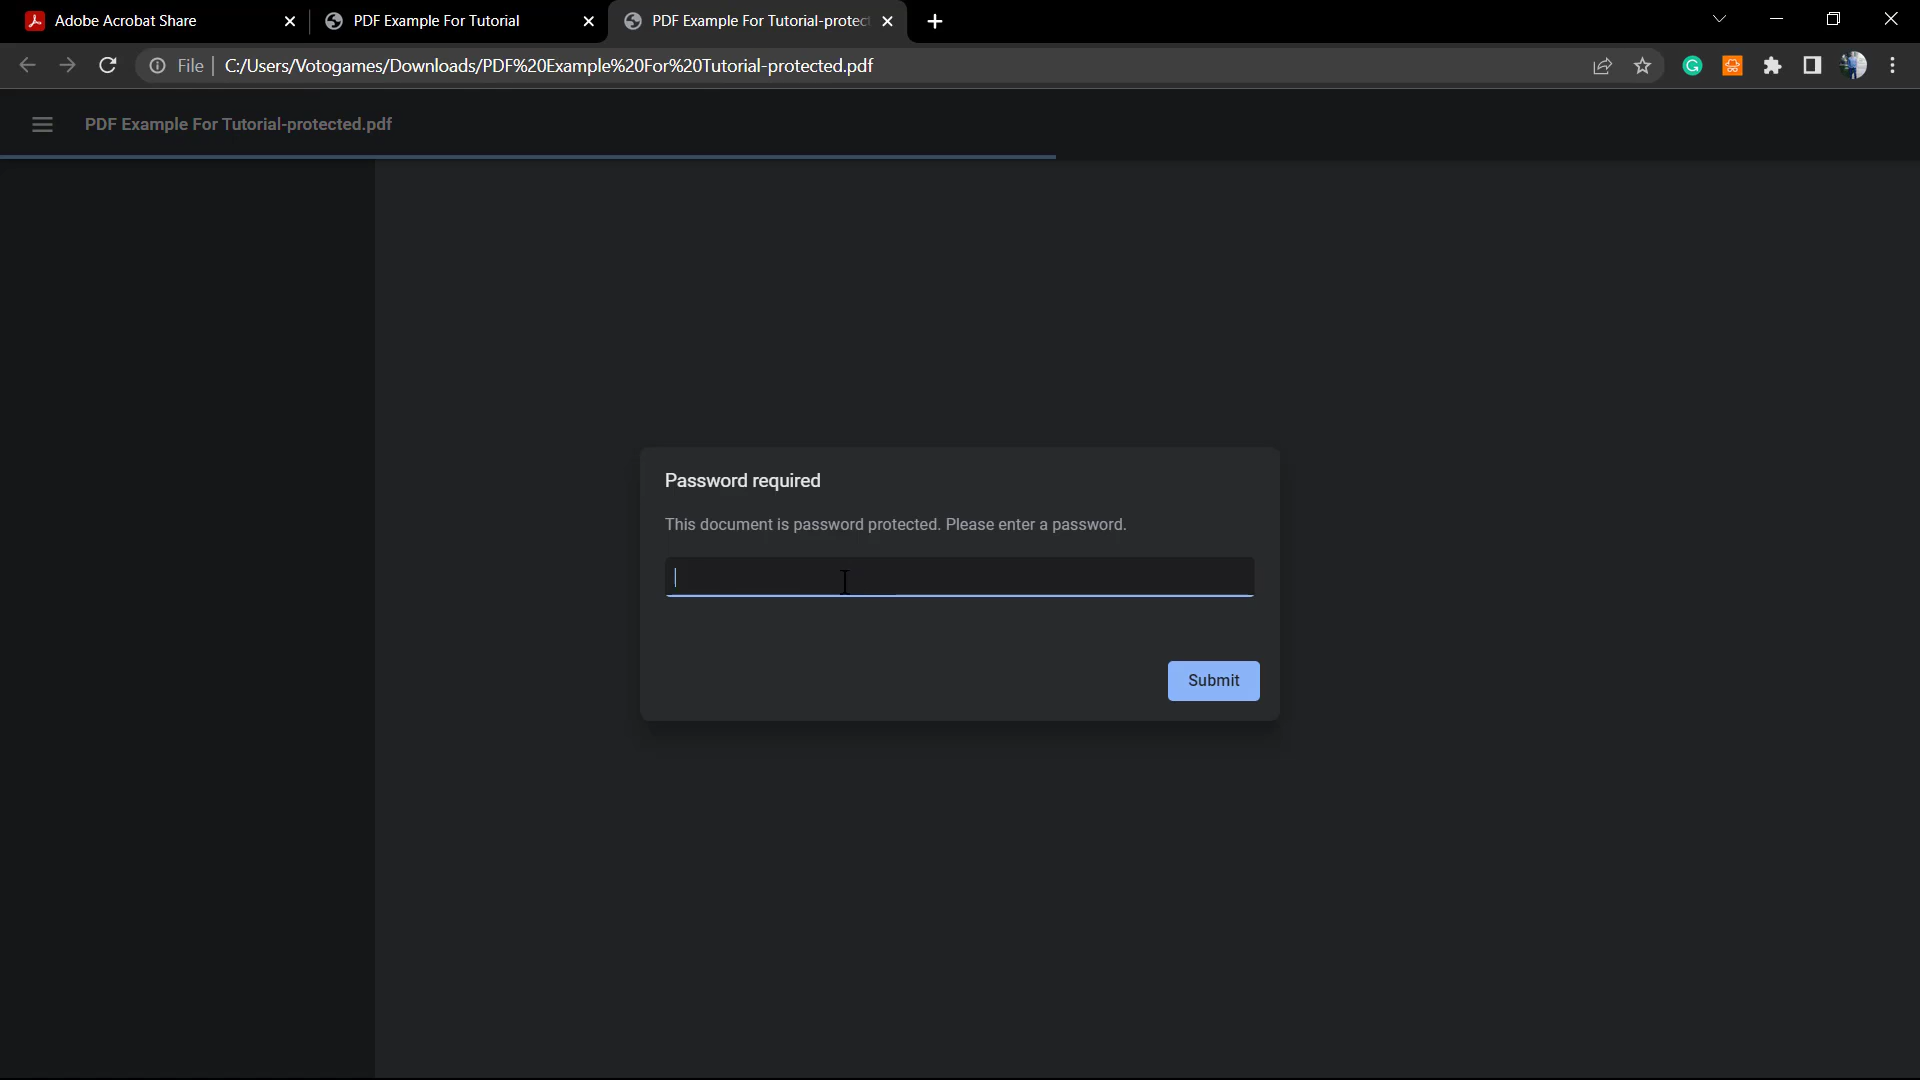 Adobe Acrobat Share
PDF Example For Tutorial
PDF Example For Tutorial-protec
File
C:/Users/Votogames/Downloads/PDF%20Example%20For%20Tutorial-protected.pdf
PDF Example For Tutorial-protected.pdf
Password required
This document is password protected. Please enter a password.
Submit